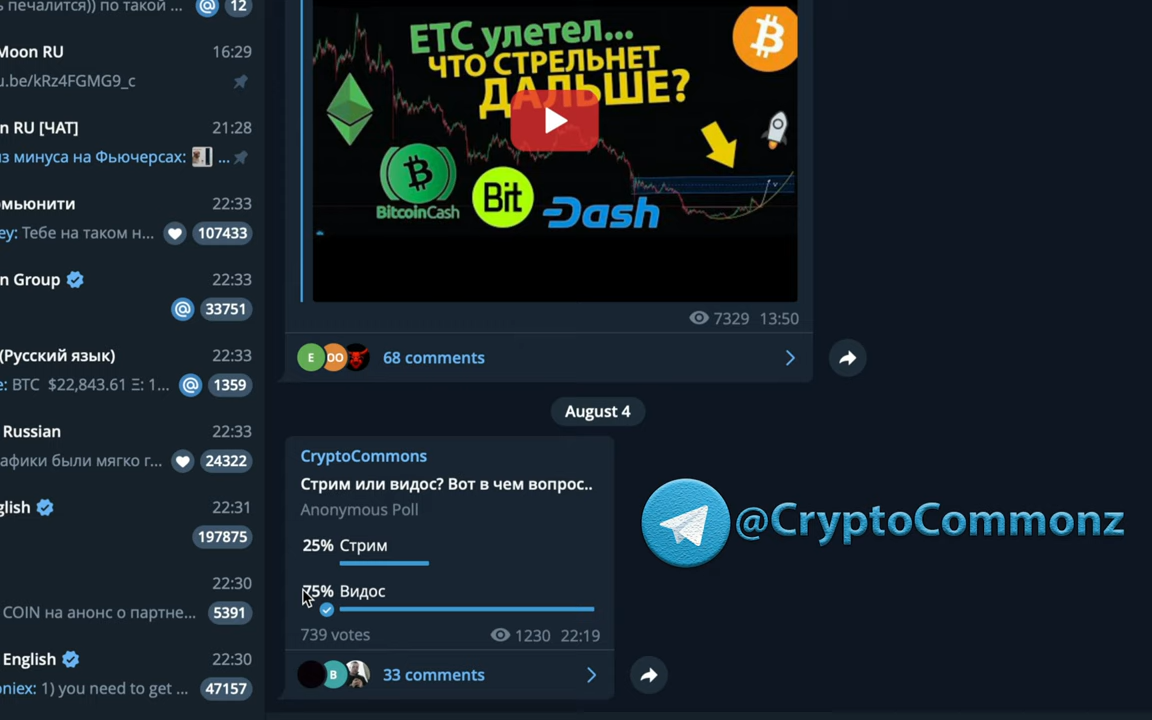 ь печалится)) по такой ...
@
12
Moon RU
16:29
u.be/kRz4FGMG9_c
n RU [ЧАТ]
21:28
из минуса на Фьючерсах: ...
омьюнити
22:33
ey: Тебе на таком н...
107433
n Group
22:33
@
33751
(Русский язык)
22:33
e: BTC $22,843.61 Ξ: 1...
@
1359
Russian
22:33
афики были мягко г...
24322
glish
22:31
197875
22:30
COIN на анонс о партне...
5391
English
22:30
oniex: 1) you need to get ...
47157
ETC улетел...
ЧТО СТРЕЛЬНЕТ
ДАЛЬШЕ?
BitcoinCash
Bit
Dash
7329 13:50
E
OO
68 comments
August 4
CryptoCommons
Стрим или видос? Вот в чем вопрос..
Anonymous Poll
25% Стрим
75% Видос
739 votes
1230 22:19
B
33 comments
@CryptoCommonz